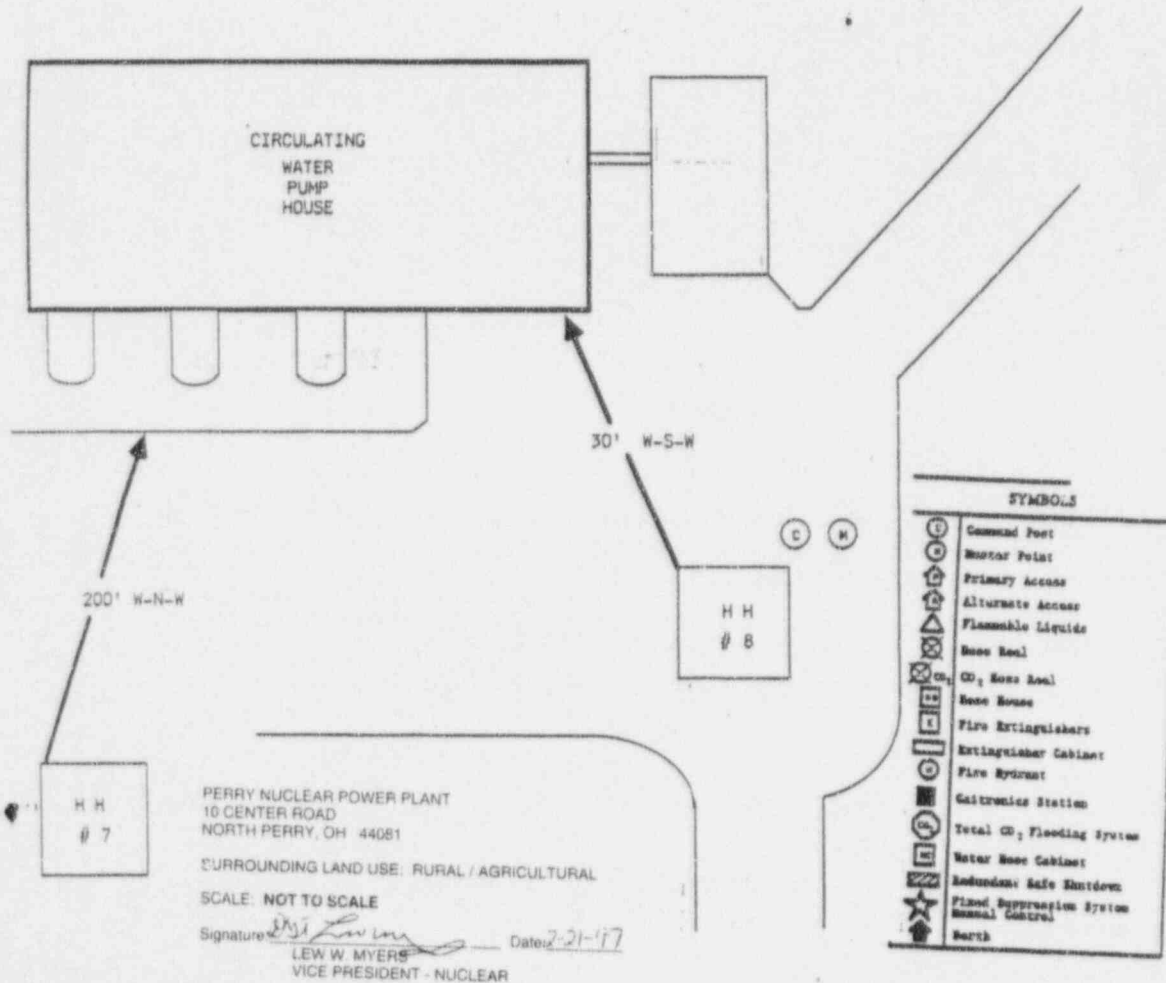 CIRCULATING
WATER
PUMP
HOUSE
30' W-S-W
C M
200' W-N-W
H H
# 8
H H
# 7
PERRY NUCLEAR POWER PLANT
10 CENTER ROAD
NORTH PERRY, OH 44081
SURROUNDING LAND USE: RURAL / AGRICULTURAL
SCALE: NOT TO SCALE
Signature Date: 2-21-97
LEW W. MYERS
VICE PRESIDENT - NUCLEAR
SYMBOLS
Command Post
Muster Point
Primary Access
Alternate Access
Flammable Liquids
Hose Reel
CO2 CO2 Hose Reel
Hose House
Fire Extinguishers
Extinguisher Cabinet
Fire Hydrant
Gaitronics Station
CO2 Total CO2 Flooding System
Water Hose Cabinet
Redundant Safe Shutdown
Fixed Suppression System
Manual Control
North